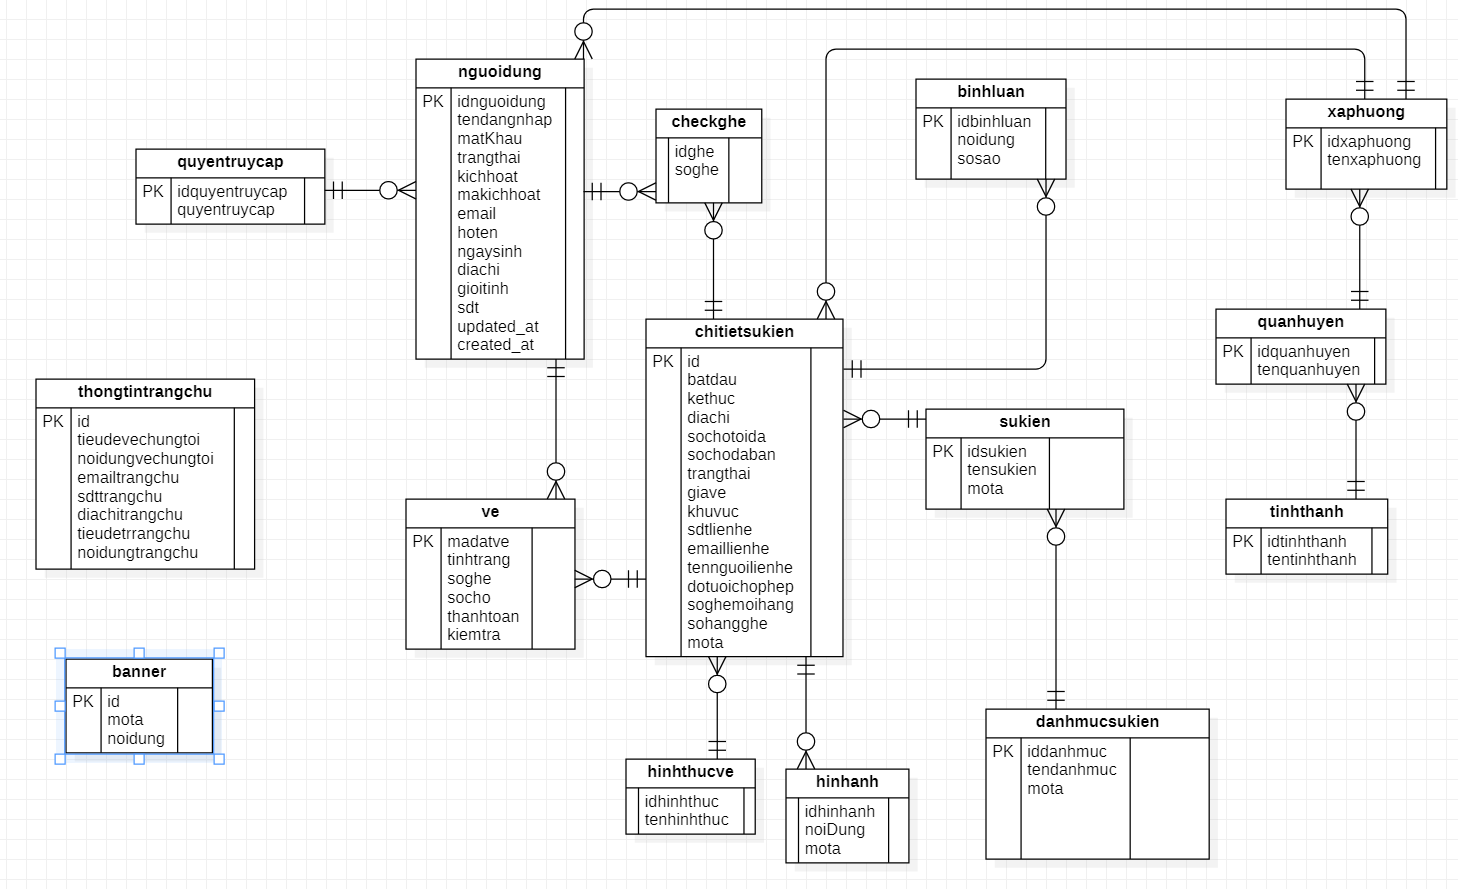 nguoidung
PK idnguoidung
tendangnhap
matKhau
trangthai
kichhoat
makichhoat
email
hoten
ngaysinh
diachi
gioitinh
sdt
updated_at
created_at
checkghe
idghe
soghe
binhluan
PK idbinhluan
noidung
sosao
xaphuong
PK idxaphuong
tenxaphuong
quyentruycap
PK idquyentruycap
quyentruycap
quanhuyen
PK idquanhuyen
tenquanhuyen
chitietsukien
PK id
batdau
kethuc
diachi
sochotoida
sochodaban
trangthai
giave
khuvuc
sdtlienhe
emaillienhe
tennguoilienhe
dotuoichophep
soghemoihang
sohangghe
mota
thongtintrangchu
PK id
tieudevechungtoi
noidungvechungtoi
emailtrangchu
sdttrangchu
diachitrangchu
tieudetrrangchu
noidungtrangchu
sukien
PK idsukien
tensukien
mota
ve
PK madatve
tinhtrang
soghe
socho
thanhtoan
kiemtra
tinhthanh
PK idtinhthanh
tentinhthanh
banner
PK id
mota
noidung
danhmucsukien
PK iddanhmuc
tendanhmuc
mota
hinhthucve
idhinhthuc
tenhinhthuc
hinhanh
idhinhanh
noiDung
mota